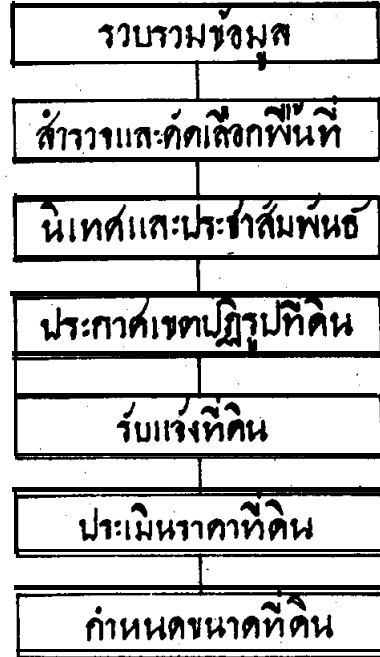 รวบรวมข้อมูล
สำรวจและคัดเลือกพื้นที่
นิเทศและประชาสัมพันธ์
ประกาศเขตปฏิรูปที่ดิน
รับแจ้งที่ดิน
ประเมินราคาที่ดิน
กำหนดขนาดที่ดิน